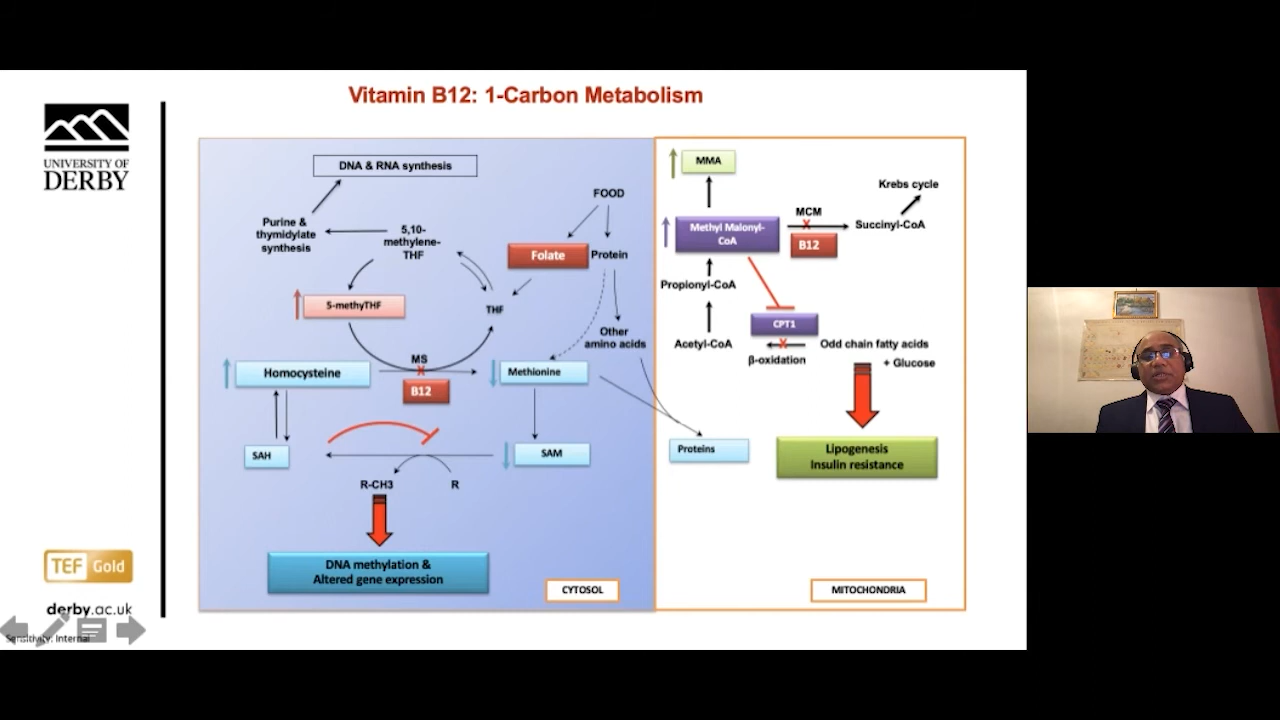 Vitamin B12: 1-Carbon Metabolism
UNIVERSITY OF
DERBY
DNA & RNA synthesis
Purine &
thymidylate
synthesis
5,10-
methylene-
THF
FOOD
Folate
Protein
5-methyTHF
THF
Other
amino acids
MS
Homocysteine
B12
Methionine
SAH
SAM
R-CH3
R
DNA methylation &
Altered gene expression
CYTOSOL
MMA
Krebs cycle
Methyl Malonyl-
CoA
MCM
B12
Succinyl-CoA
Propionyl-CoA
CPT1
Acetyl-CoA
β-oxidation
Odd chain fatty acids
+ Glucose
Proteins
Lipogenesis
Insulin resistance
MITOCHONDRIA
TEF Gold
derby.ac.uk
Sensitivity: Internal